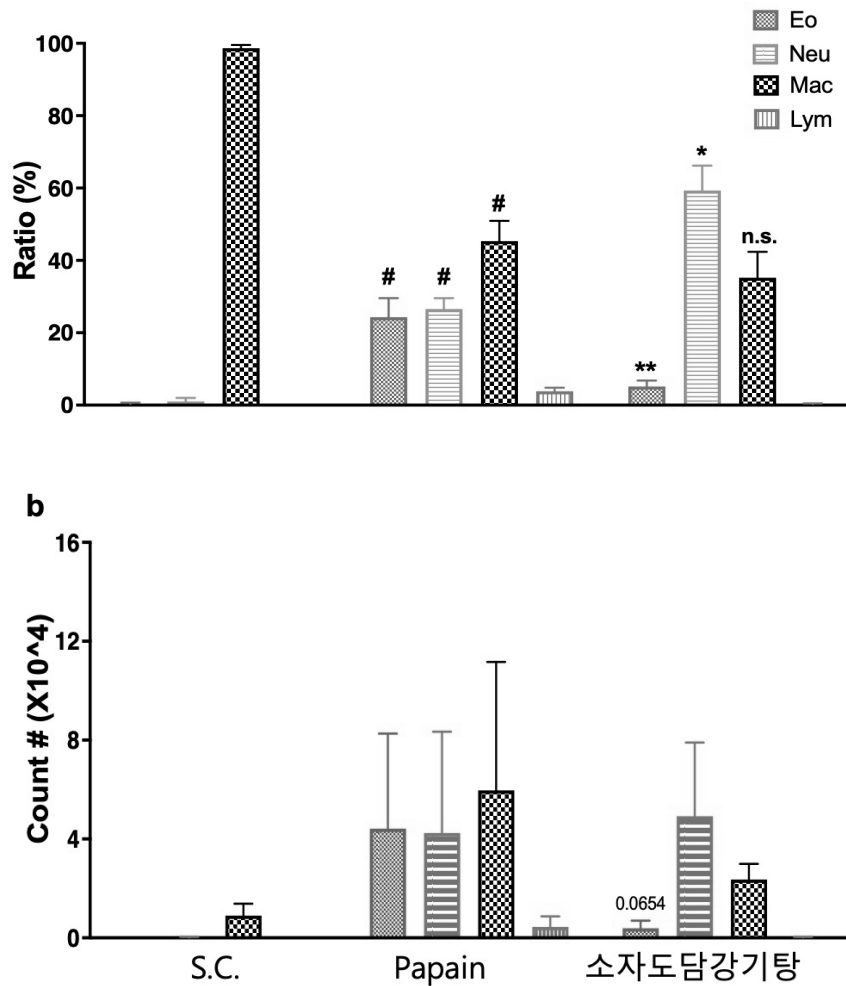 Eo
Neu
Mac
Lym
100
80
60
40
20
0
Ratio (%)
# # # ** * n.s.
b
16
12
8
4
0
Count # (X10^4)
0.0654
S.C. Papain 소자도담강기탕